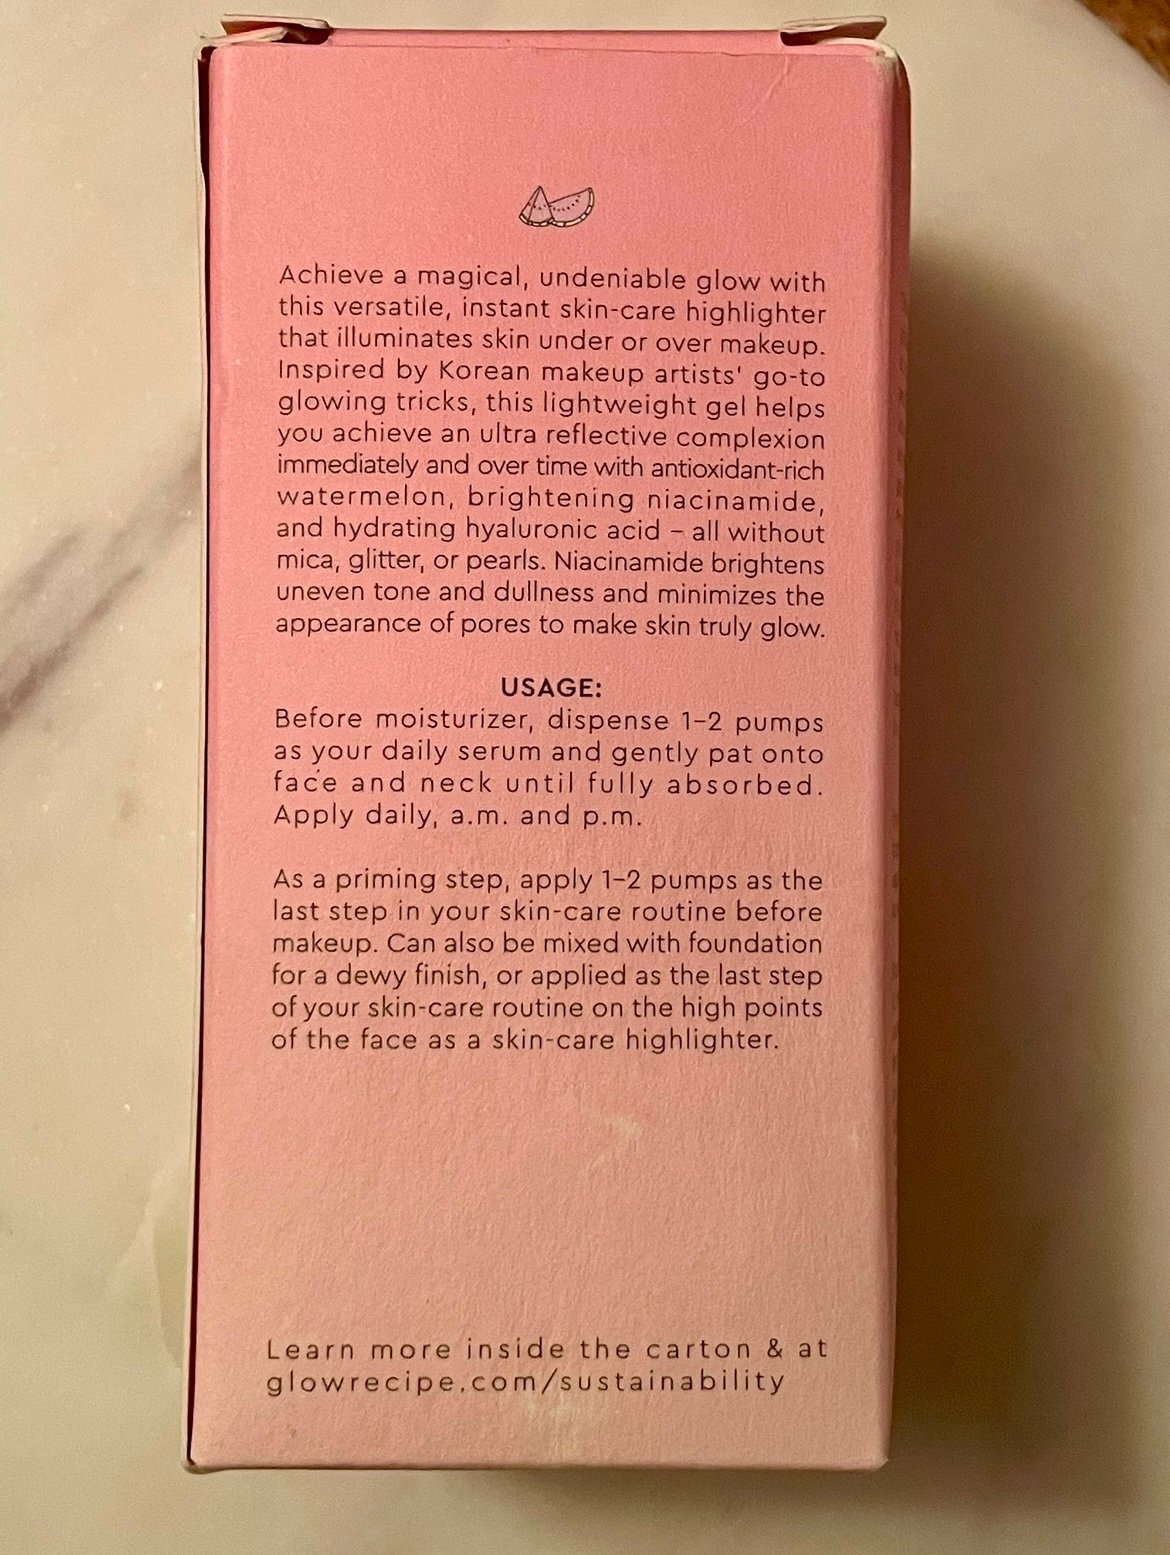 Achieve a magical, undeniable glow with
this versatile, instant skin-care highlighter
that illuminates skin under or over makeup.
Inspired by Korean makeup artists' go-to
glowing tricks, this lightweight gel helps
you achieve an ultra reflective complexion
immediately and over time with antioxidant-rich
watermelon, brightening niacinamide,
and hydrating hyaluronic acid – all without
mica, glitter, or pearls. Niacinamide brightens
uneven tone and dullness and minimizes the
appearance of pores to make skin truly glow.
USAGE:
Before moisturizer, dispense 1–2 pumps
as your daily serum and gently pat onto
face and neck until fully absorbed.
Apply daily, a.m. and p.m.
As a priming step, apply 1–2 pumps as the
last step in your skin-care routine before
makeup. Can also be mixed with foundation
for a dewy finish, or applied as the last step
of your skin-care routine on the high points
of the face as a skin-care highlighter.
Learn more inside the carton & at
glowrecipe.com/sustainability